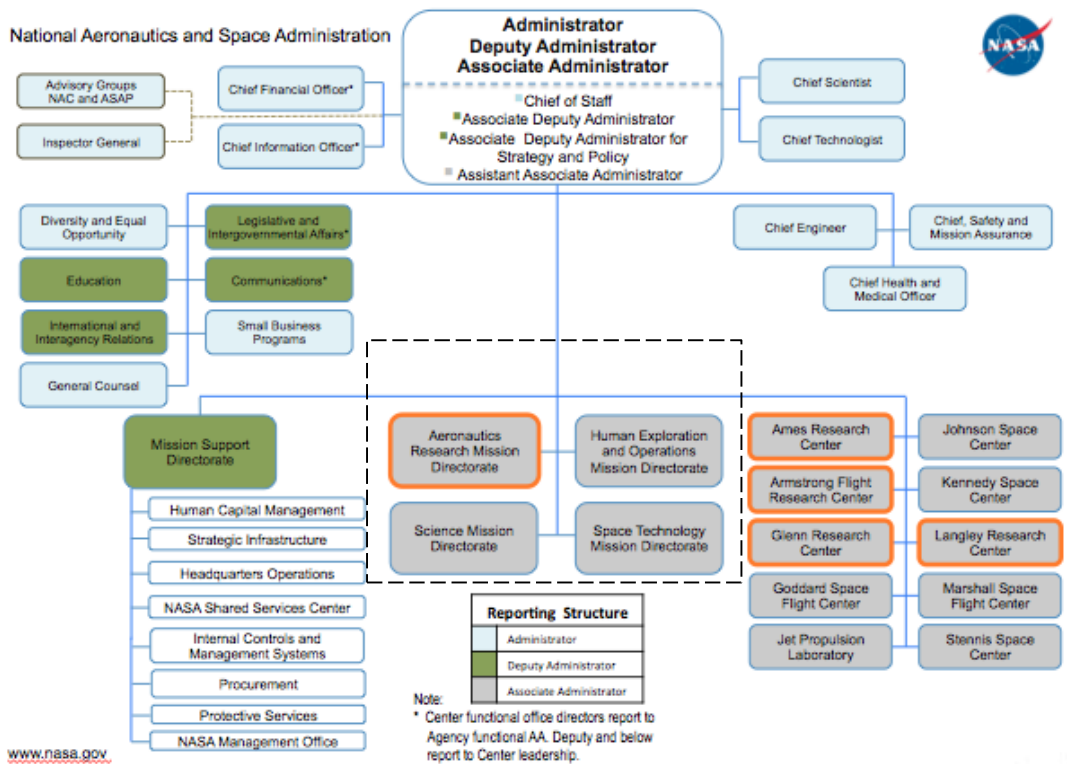 National Aeronautics and Space Administration
Administrator
Deputy Administrator
Associate Administrator
Chief of Staff
Associate Deputy Administrator
Associate Deputy Administrator for
Strategy and Policy
Assistant Associate Administrator
NASA
Advisory Groups
NAC and ASAP
Inspector General
Chief Financial Officer*
Chief Information Officer*
Chief Scientist
Chief Technologist
Diversity and Equal
Opportunity
Legislative and
Intergovernmental Affairs*
Education
Communications*
International and
Interagency Relations
Small Business
Programs
General Counsel
Chief Engineer
Chief, Safety and
Mission Assurance
Chief Health and
Medical Officer
Mission Support
Directorate
Human Capital Management
Strategic Infrastructure
Headquarters Operations
NASA Shared Services Center
Internal Controls and
Management Systems
Procurement
Protective Services
NASA Management Office
Aeronautics
Research Mission
Directorate
Human Exploration
and Operations
Mission Directorate
Science Mission
Directorate
Space Technology
Mission Directorate
Ames Research
Center
Johnson Space
Center
Armstrong Flight
Research Center
Kennedy Space
Center
Glenn Research
Center
Langley Research
Center
Goddard Space
Flight Center
Marshall Space
Flight Center
Jet Propulsion
Laboratory
Stennis Space
Center
Reporting Structure
Administrator
Deputy Administrator
Associate Administrator
Note:
* Center functional office directors report to
Agency functional AA. Deputy and below
report to Center leadership.
www.nasa.gov